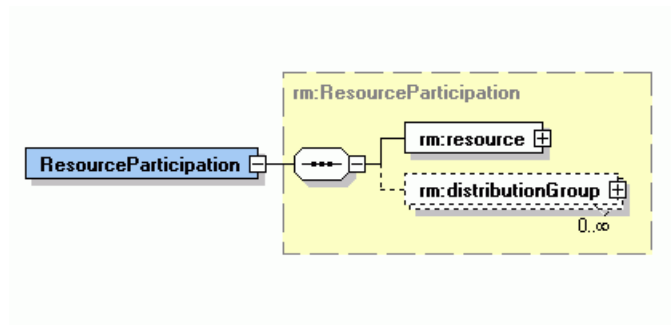 rm:ResourceParticipation
rm:resource
ResourceParticipation
rm:distributionGroup
0..∞